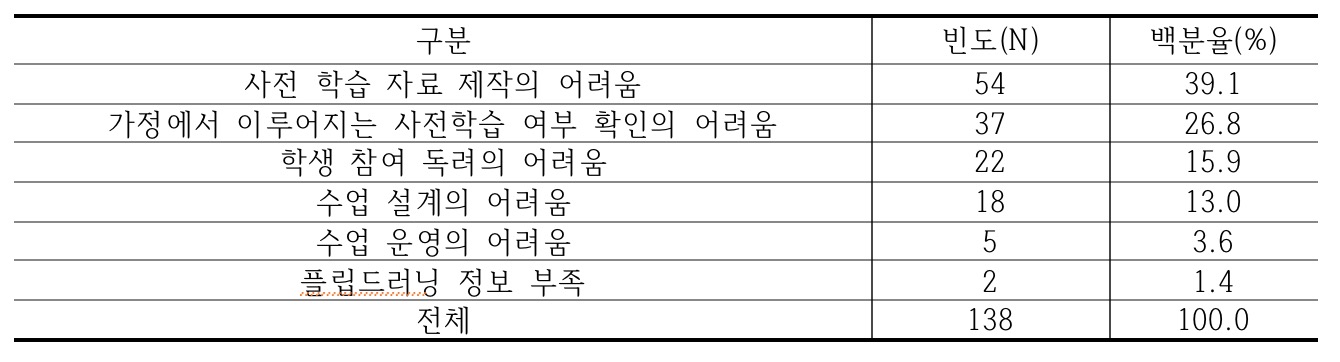 구분 빈도(N) 백분율(%)
사전 학습 자료 제작의 어려움 54 39.1
가정에서 이루어지는 사전학습 여부 확인의 어려움 37 26.8
학생 참여 독려의 어려움 22 15.9
수업 설계의 어려움 18 13.0
수업 운영의 어려움 5 3.6
플립드러닝 정보 부족 2 1.4
전체 138 100.0